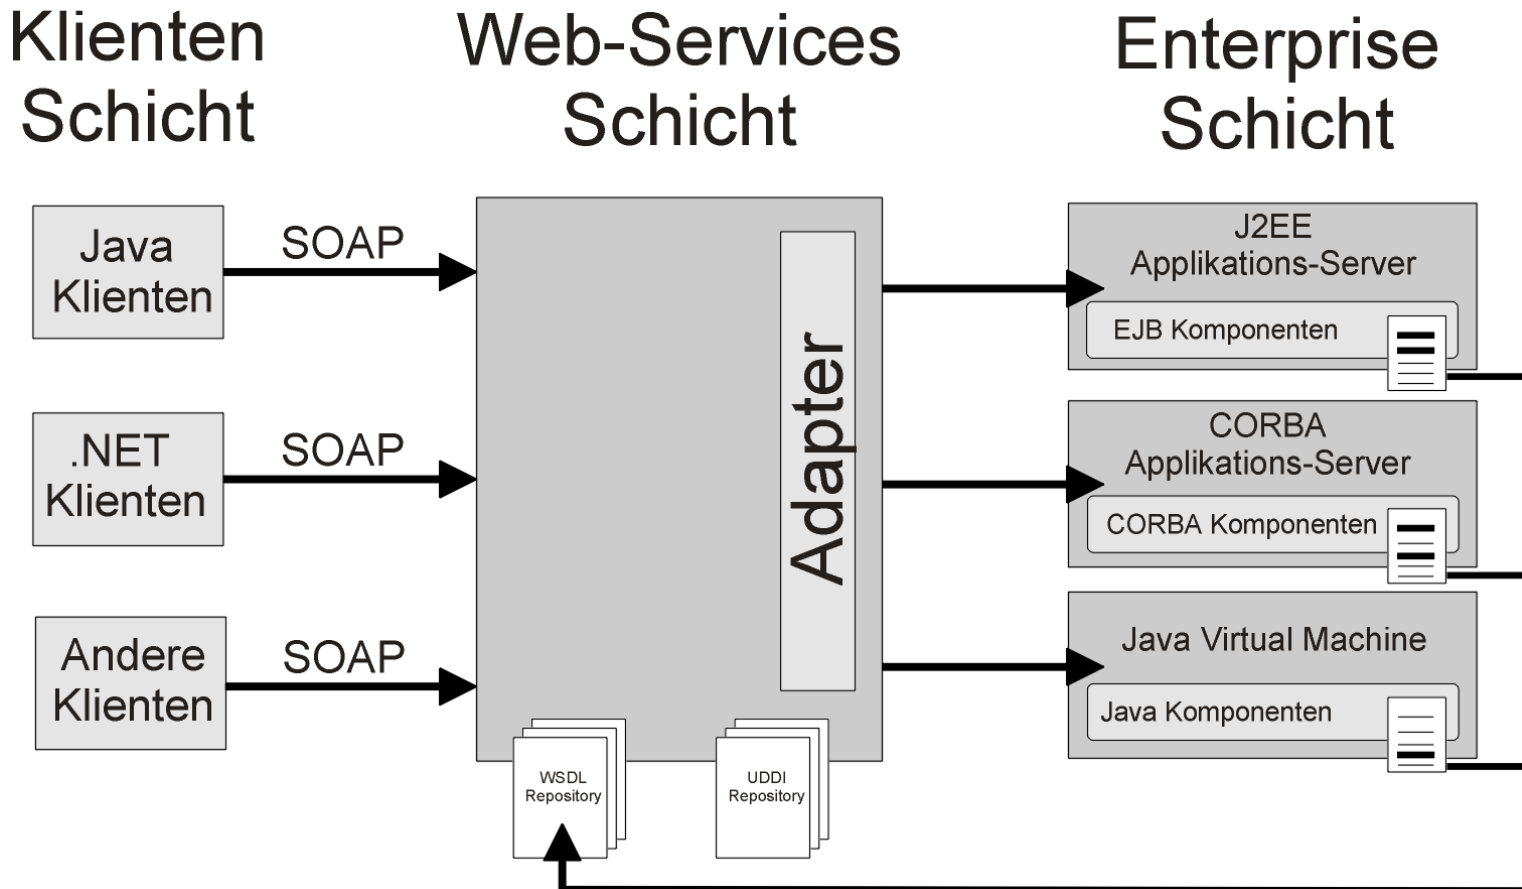 Klienten
Schicht
Web-Services
Schicht
Enterprise
Schicht
Java
Klienten
SOAP
.NET
Klienten
SOAP
Andere
Klienten
SOAP
Adapter
WSDL
Repository
UDDI
Repository
J2EE
Applikations-Server
EJB Komponenten
CORBA
Applikations-Server
CORBA Komponenten
Java Virtual Machine
Java Komponenten